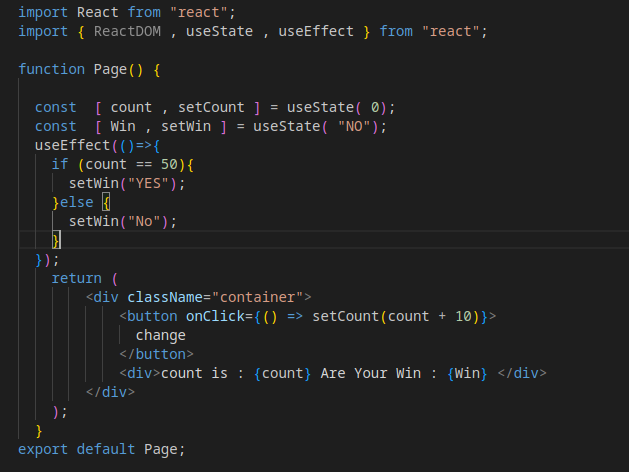 import React from "react";
import { ReactDOM , useState , useEffect } from "react";
function Page() {
const  [ count , setCount ] = useState( 0);
const  [ Win , setWin ] = useState( "NO");
useEffect(()=>{
if (count == 50){
setWin("YES");
}else {
setWin("No");
}
});
return (
<div className="container">
<button onClick={() => setCount(count + 10)}>
change
</button>
<div>count is : {count} Are Your Win : {Win} </div>
</div>
);
}
export default Page;